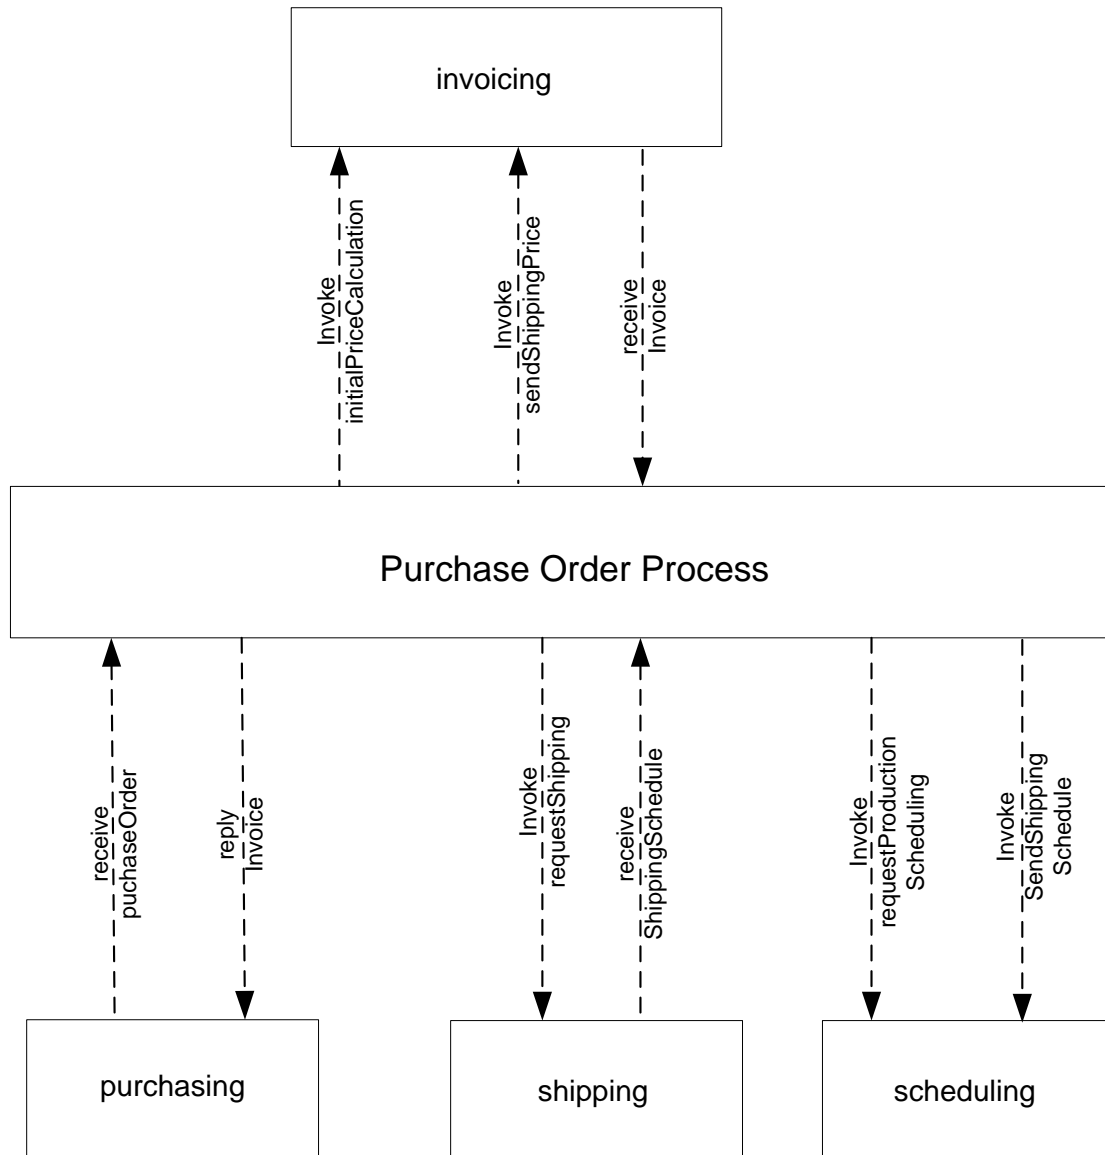 invoicing
Invoke
initialPriceCalculation
Invoke
sendShippingPrice
receive
Invoice
Purchase Order Process
receive
puchaseOrder
reply
Invoice
Invoke
requestShipping
receive
ShippingSchedule
Invoke
requestProduction
Scheduling
Invoke
SendShipping
Schedule
purchasing
shipping
scheduling